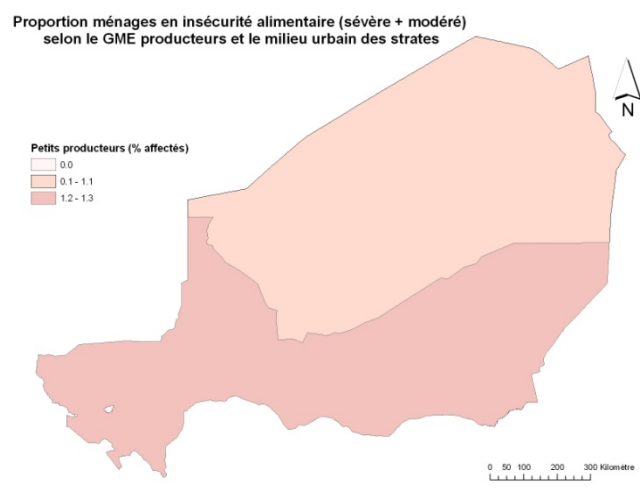 Proportion ménages en insécurité alimentaire (sévère + modéré)
selon le GME producteurs et le milieu urbain des strates
N
Petits producteurs (% affectés)
0.0
0.1 - 1.1
1.2 - 1.3
0 50 100 200 300 Kilomètre